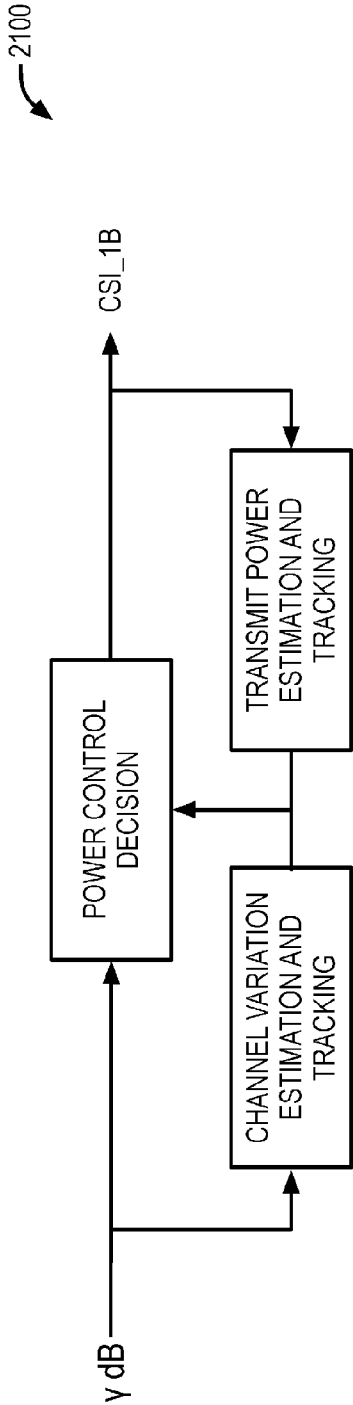 2100
γ dB
POWER CONTROL
DECISION
CSI_1B
CHANNEL VARIATION
ESTIMATION AND
TRACKING
TRANSMIT POWER
ESTIMATION AND
TRACKING